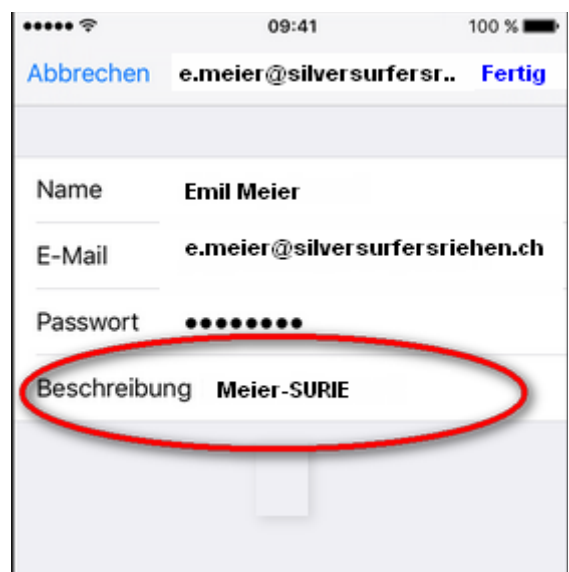 09:41 100 %
Abbrechen e.meier@silversurfersr.. Fertig
Name Emil Meier
E-Mail e.meier@silversurfersriehen.ch
Passwort ●●●●●●●●
Beschreibung Meier-SURIE